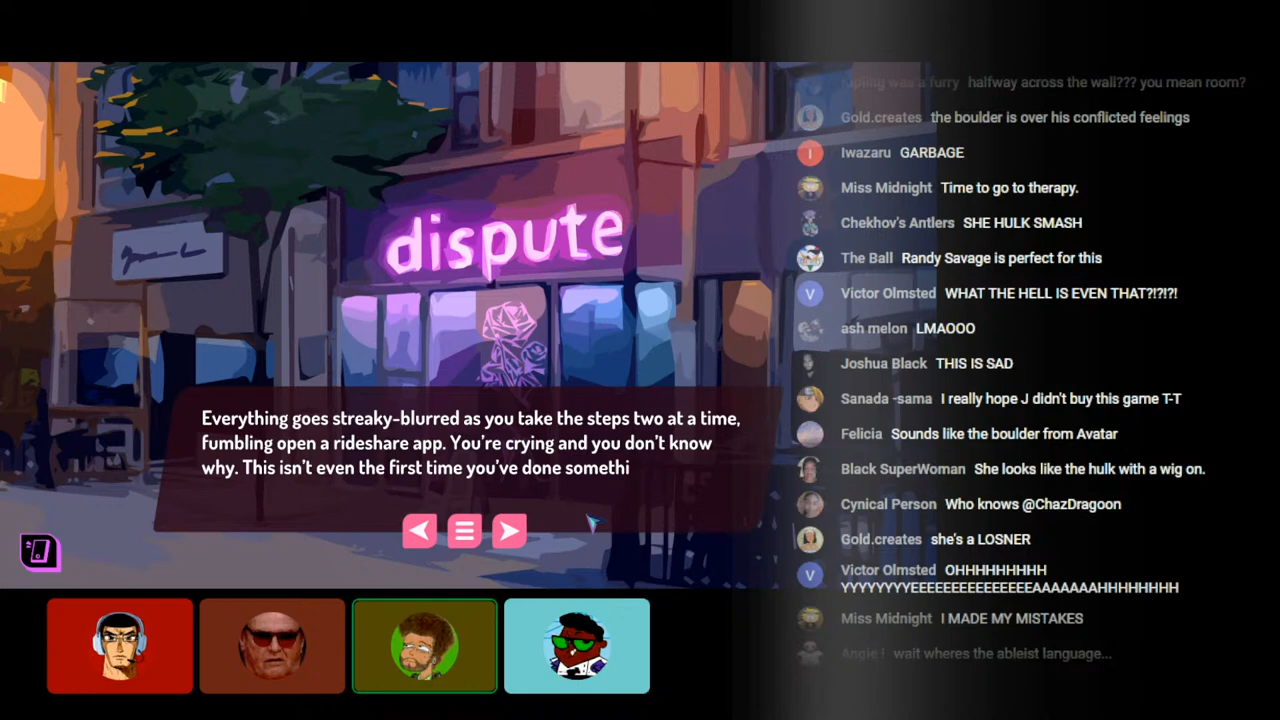 dispute
Everything goes streaky-blurred as you take the steps two at a time,
fumbling open a rideshare app. You're crying and you don't know
why. This isn't even the first time you've done somethi
was a furry halfway across the wall??? you mean room?
Gold.creates the boulder is over his conflicted feelings
I Iwazaru GARBAGE
Miss Midnight Time to go to therapy.
Chekhov's Antlers SHE HULK SMASH
The Ball Randy Savage is perfect for this
V Victor Olmsted WHAT THE HELL IS EVEN THAT?!?!?!
ash melon LMAOOO
Joshua Black THIS IS SAD
Sanada -sama I really hope J didn't buy this game T-T
Felicia Sounds like the boulder from Avatar
Black SuperWoman She looks like the hulk with a wig on.
Cynical Person Who knows @ChazDragoon
Gold.creates she's a LOSNER
V Victor Olmsted OHHHHHHHHH
YYYYYYYYEEEEEEEEEEEEEEEAAAAAAAHHHHHHHH
Miss Midnight I MADE MY MISTAKES
Angie ! wait wheres the ableist language...